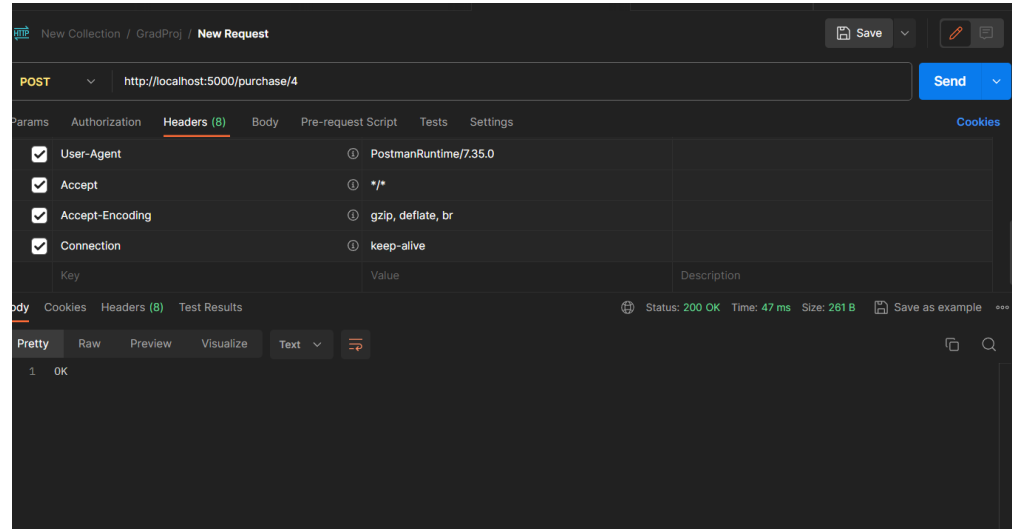 HTTP New Collection / GradProj / New Request Save
POST http://localhost:5000/purchase/4 Send
Params Authorization Headers (8) Body Pre-request Script Tests Settings Cookies
User-Agent PostmanRuntime/7.35.0
Accept */*
Accept-Encoding gzip, deflate, br
Connection keep-alive
Key Value Description
ody Cookies Headers (8) Test Results Status: 200 OK Time: 47 ms Size: 261 B Save as example
Pretty Raw Preview Visualize Text
1 OK